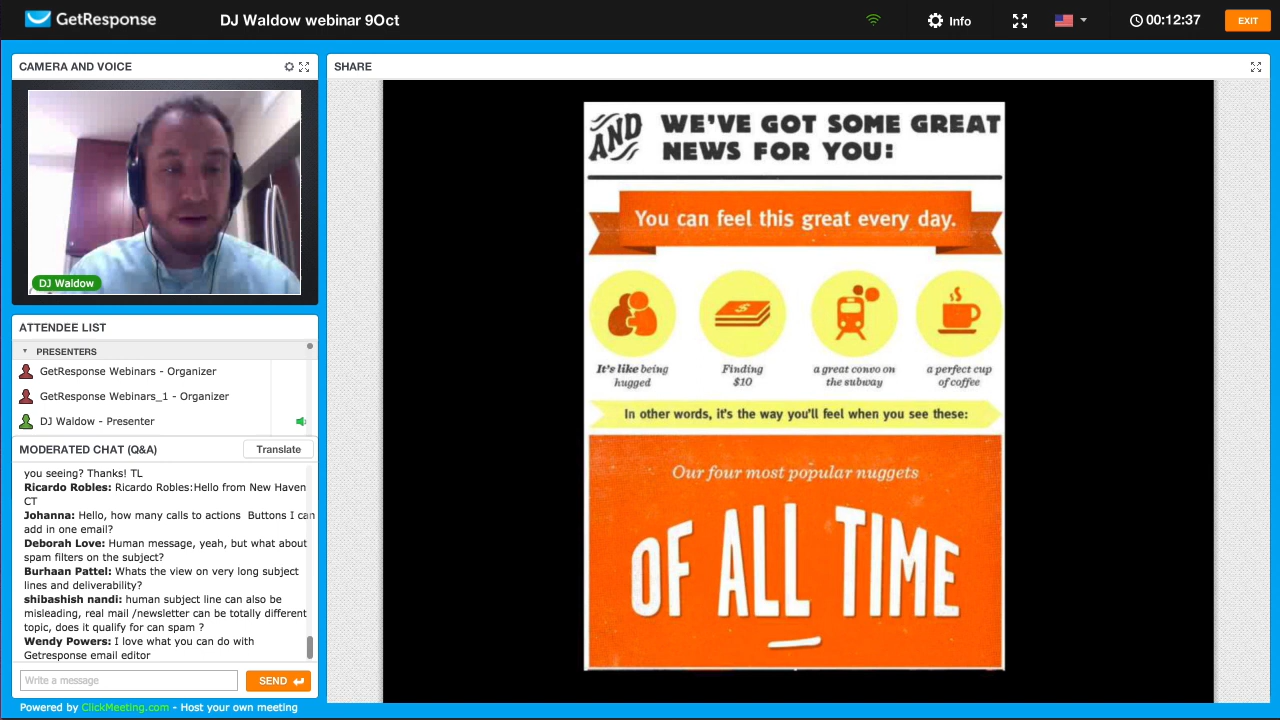 GetResponse
DJ Waldow webinar 9Oct
Info
00:12:37
EXIT
CAMERA AND VOICE
DJ Waldow
ATTENDEE LIST
PRESENTERS
GetResponse Webinars - Organizer
GetResponse Webinars_1 - Organizer
DJ Waldow - Presenter
MODERATED CHAT (Q&A)
Translate
you seeing? Thanks! TL
Ricardo Robles: Ricardo Robles:Hello from New Haven
CT
Johanna: Hello, how many calls to actions  Buttons I can
add in one email?
Deborah Love: Human message, yeah, but what about
spam filters on the subject?
Burhaan Pattel: Whats the view on very long subject
lines and deliverability?
shibashish nandi: human subject line can also be
misleading, real mail /newsletter can be totally different
topic, does it qualify for can spam ?
Wendy Powers: I love what you can do with
Getresponse email editor
Write a message
SEND
Powered by ClickMeeting.com - Host your own meeting
SHARE
AND WE'VE GOT SOME GREAT
NEWS FOR YOU:
You can feel this great every day.
$
It's like being
hugged
Finding
$10
a great convo on
the subway
a perfect cup
of coffee
In other words, it's the way you'll feel when you see these:
Our four most popular nuggets
OF ALL TIME